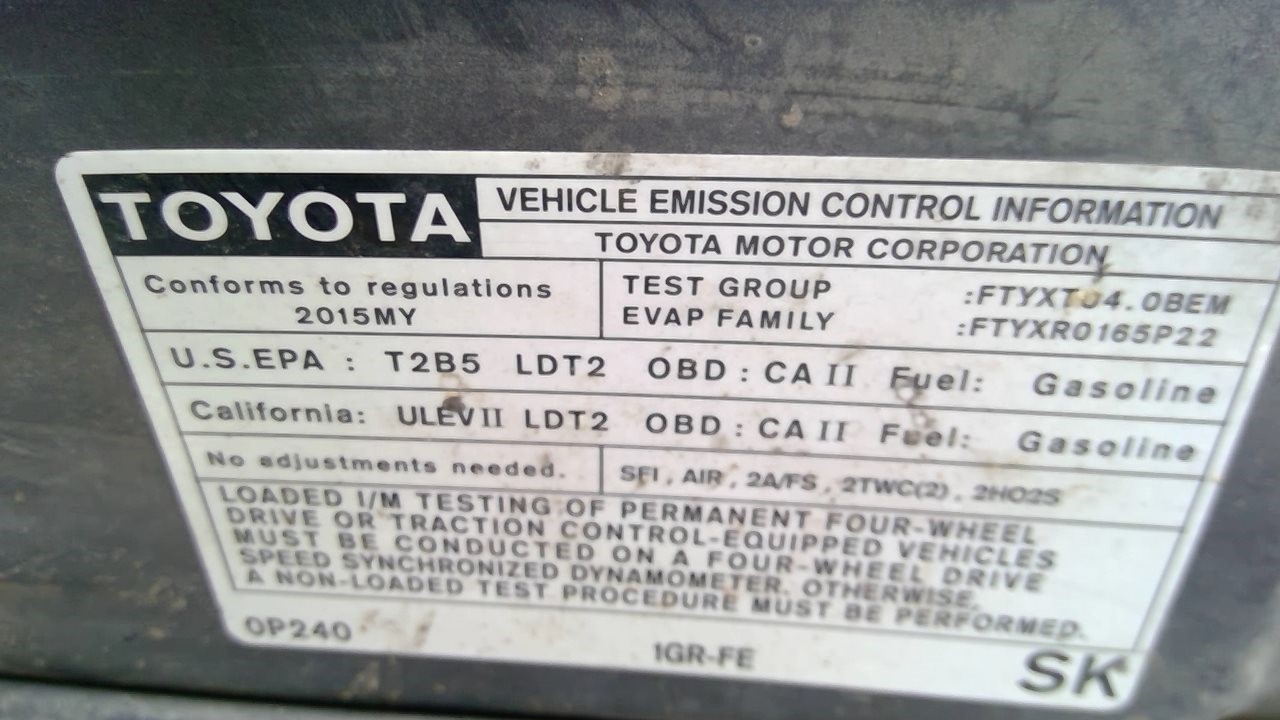 TOYOTA VEHICLE EMISSION CONTROL INFORMATION
TOYOTA MOTOR CORPORATION
Conforms to regulations
2015MY
TEST GROUP :FTYXT04.0BEM
EVAP FAMILY :FTYXR0165P22
U.S.EPA : T2B5 LDT2 OBD : CA II Fuel: Gasoline
California: ULEV II LDT2 OBD : CA II Fuel: Gasoline
No adjustments needed. SFI, AIR, 2A/FS, 2TWC(2), 2HO2S
LOADED I/M TESTING OF PERMANENT FOUR-WHEEL
DRIVE OR TRACTION CONTROL-EQUIPPED VEHICLES
MUST BE CONDUCTED ON A FOUR-WHEEL DRIVE
SPEED SYNCHRONIZED DYNAMOMETER. OTHERWISE,
A NON-LOADED TEST PROCEDURE MUST BE PERFORMED.
0P240 1GR-FE SK